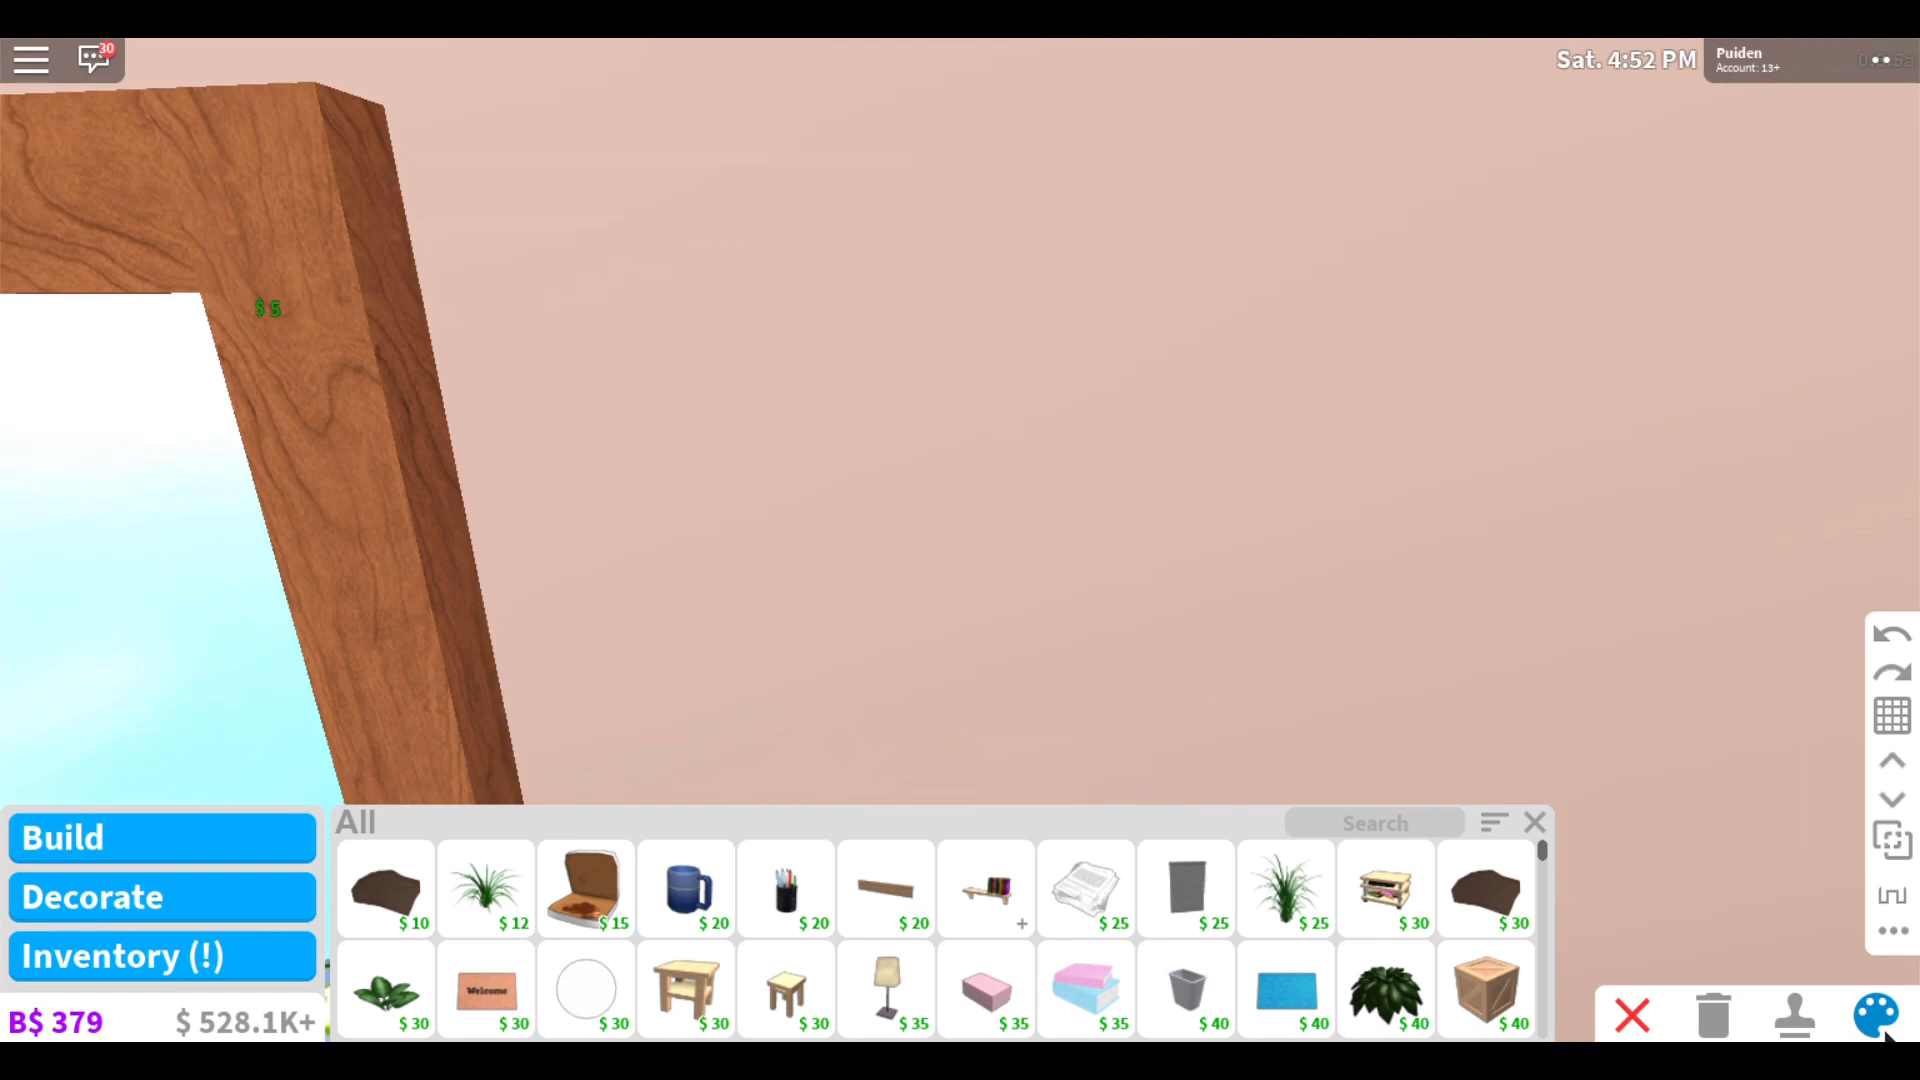 30
Sat. 4:52 PM
Puiden
Account: 13+
$ 5
Build
Decorate
Inventory (!)
B$ 379
$ 528.1K+
All
Search
$ 10
$ 12
$ 15
$ 20
$ 20
$ 20
+
$ 25
$ 25
$ 25
$ 30
$ 30
$ 30
Welcome
$ 30
$ 30
$ 30
$ 30
$ 35
$ 35
$ 35
$ 40
$ 40
$ 40
$ 40